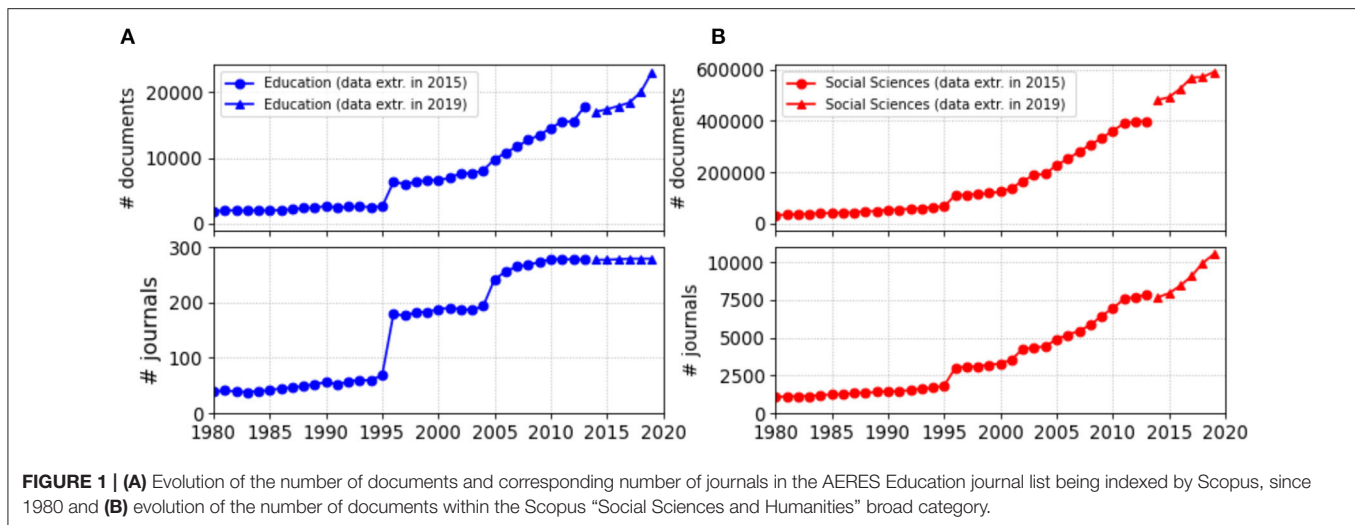 A
# documents
20000
10000
0
Education (data extr. in 2015)
Education (data extr. in 2019)
# journals
300
200
100
0
1980 1985 1990 1995 2000 2005 2010 2015 2020
B
# documents
600000
400000
200000
0
Social Sciences (data extr. in 2015)
Social Sciences (data extr. in 2019)
# journals
10000
7500
5000
2500
0
1980 1985 1990 1995 2000 2005 2010 2015 2020
FIGURE 1 | (A) Evolution of the number of documents and corresponding number of journals in the AERES Education journal list being indexed by Scopus, since
1980 and (B) evolution of the number of documents within the Scopus “Social Sciences and Humanities” broad category.